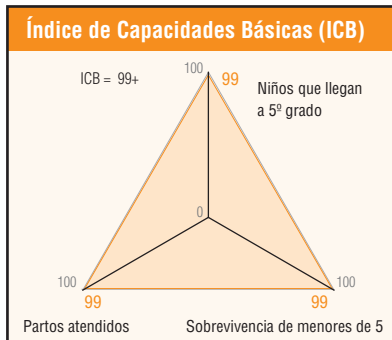 Índice de Capacidades Básicas (ICB)
ICB = 99+
100
99
Niños que llegan
a 5º grado
0
100
99
100
99
Partos atendidos
Sobrevivencia de menores de 5